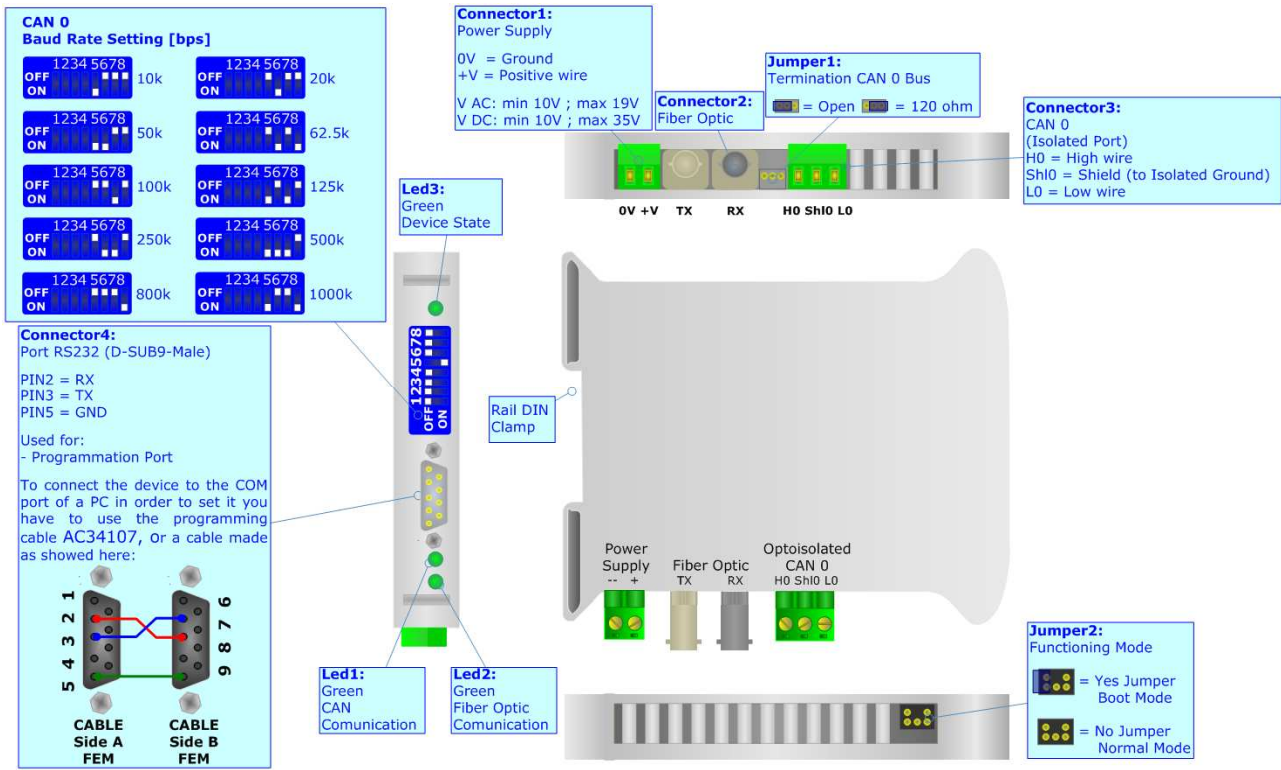 CAN 0
Baud Rate Setting [bps]
1234 5678
OFF
ON
10k
1234 5678
OFF
ON
20k
1234 5678
OFF
ON
50k
1234 5678
OFF
ON
62.5k
1234 5678
OFF
ON
100k
1234 5678
OFF
ON
125k
1234 5678
OFF
ON
250k
1234 5678
OFF
ON
500k
1234 5678
OFF
ON
800k
1234 5678
OFF
ON
1000k
Connector1:
Power Supply
0V = Ground
+V = Positive wire
V AC: min 10V ; max 19V
V DC: min 10V ; max 35V
Connector2:
Fiber Optic
Jumper1:
Termination CAN 0 Bus
= Open = 120 ohm
Connector3:
CAN 0
(Isolated Port)
H0 = High wire
Shl0 = Shield (to Isolated Ground)
L0 = Low wire
0V +V TX RX H0 Shl0 L0
Led3:
Green
Device State
12345678
OFF
ON
Rail DIN
Clamp
Connector4:
Port RS232 (D-SUB9-Male)
PIN2 = RX
PIN3 = TX
PIN5 = GND
Used for:
- Programmation Port
To connect the device to the COM
port of a PC in order to set it you
have to use the programming
cable AC34107, or a cable made
as showed here:
1
2
3
4
5
6
7
8
9
CABLE
Side A
FEM
CABLE
Side B
FEM
Led1:
Green
CAN
Comunication
Led2:
Green
Fiber Optic
Comunication
Power
Supply
-- +
Fiber Optic
TX RX
Optoisolated
CAN 0
H0 Shl0 L0
Jumper2:
Functioning Mode
= Yes Jumper
Boot Mode
= No Jumper
Normal Mode